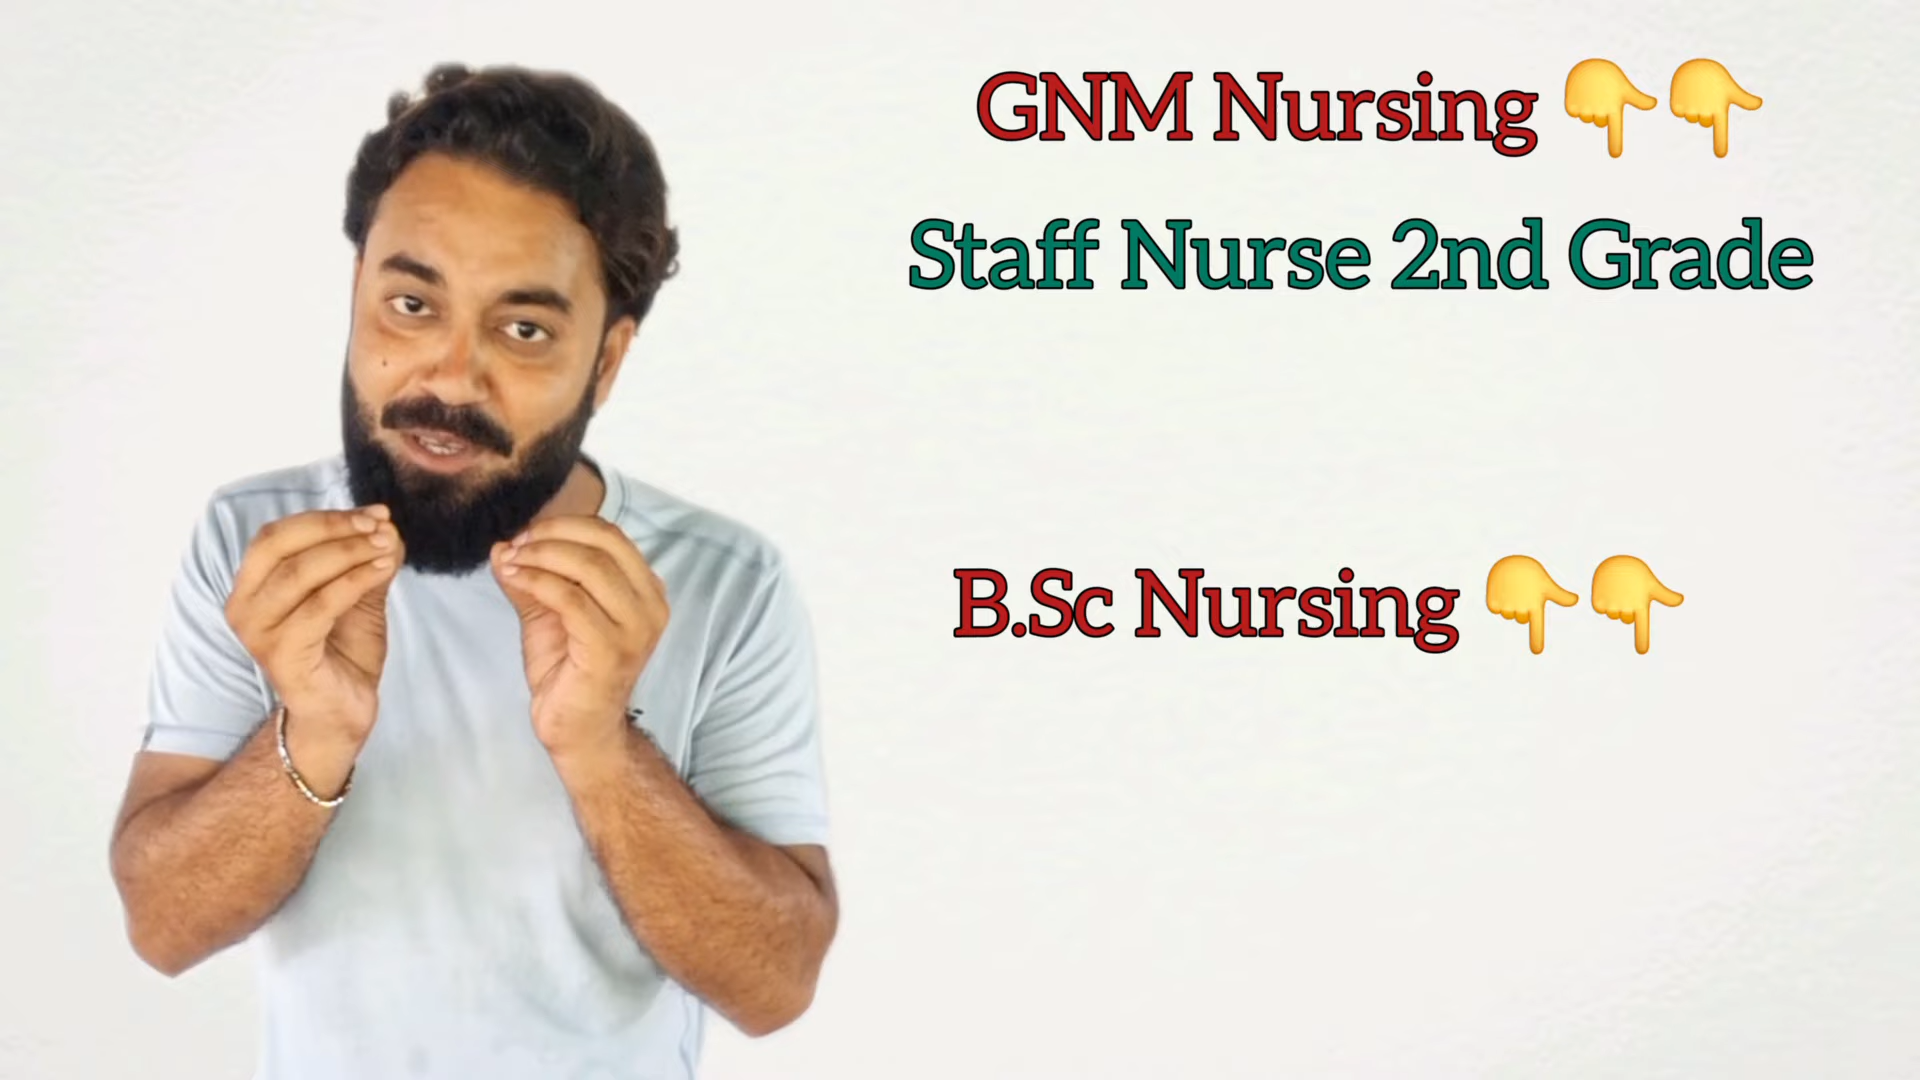 GNM Nursing 👇👇
Staff Nurse 2nd Grade
B.Sc Nursing 👇👇